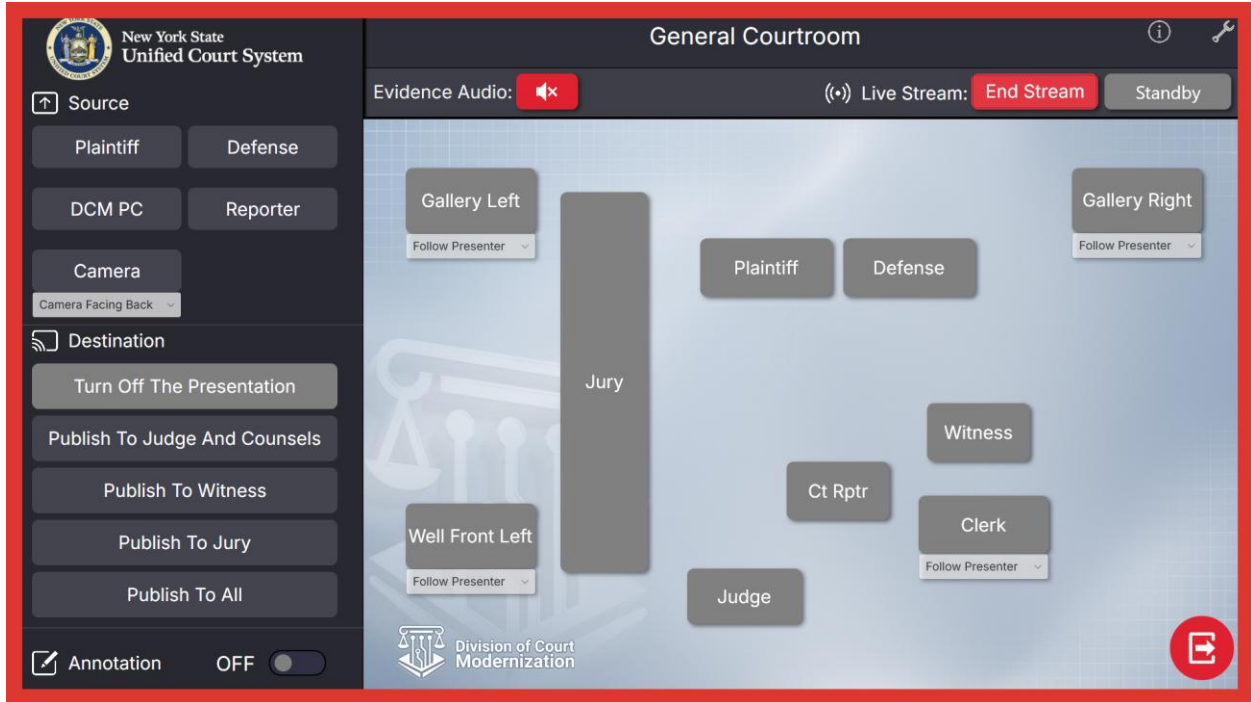 New York State
Unified Court System
General Courtroom
Evidence Audio:
Live Stream:
End Stream
Standby
Source
Plaintiff
Defense
DCM PC
Reporter
Camera
Camera Facing Back
Destination
Turn Off The Presentation
Publish To Judge And Counsels
Publish To Witness
Publish To Jury
Publish To All
Annotation
OFF
Gallery Left
Follow Presenter
Gallery Right
Follow Presenter
Plaintiff
Defense
Jury
Witness
Ct Rptr
Well Front Left
Follow Presenter
Clerk
Follow Presenter
Judge
Division of Court
Modernization